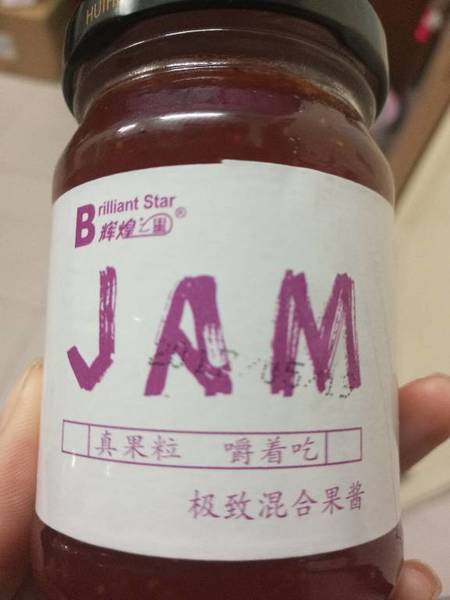 Brilliant Star
辉煌之星®
JAM
真果粒 嚼着吃
极致混合果酱